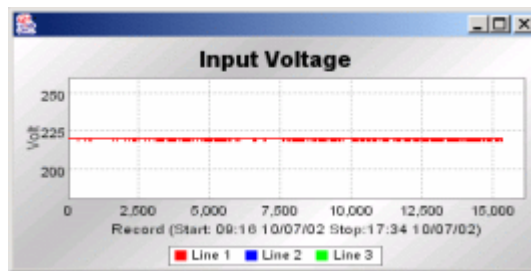 Input Voltage
Volt
250
225
200
0 2,500 5,000 7,500 10,000 12,500 15,000
Record (Start: 09:16 10/07/02 Stop:17:34 10/07/02)
Line 1 Line 2 Line 3